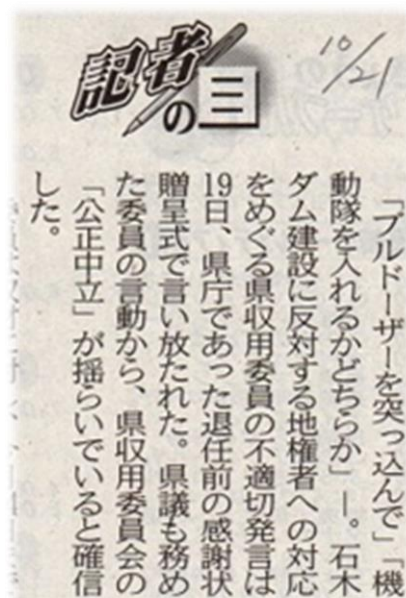 10/21
記者の目
「ブルドーザーを突っ込んで」「機
動隊を入れるかどちらか」―。石木
ダム建設に反対する地権者への対応
をめぐる県収用委員の不適切発言は
19日、県庁であった退任前の感謝状
贈呈式で言い放たれた。県議も務め
た委員の言動から、県収用委員会の
「公正中立」が揺らいでいると確信
した。